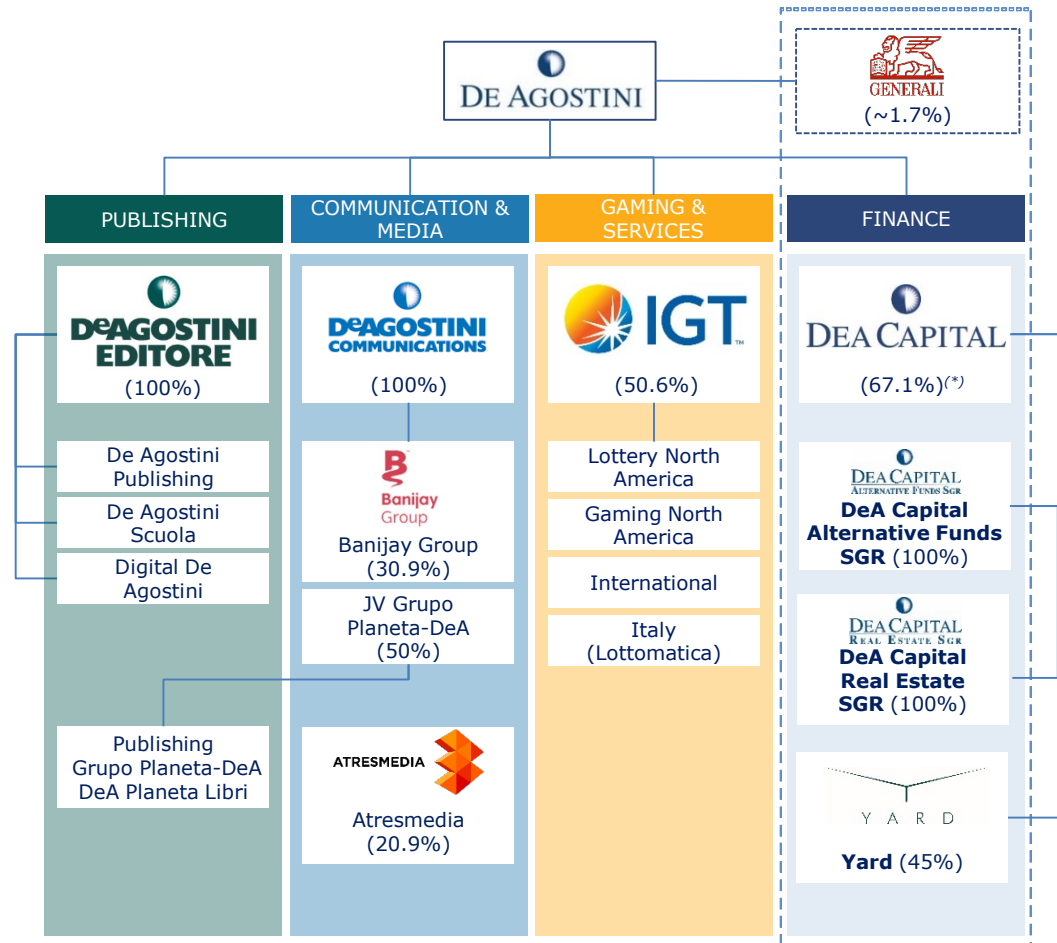 DE AGOSTINI
GENERALI
(~1.7%)
PUBLISHING
COMMUNICATION &
MEDIA
GAMING &
SERVICES
FINANCE
DeAGOSTINI
EDITORE
(100%)
DeAGOSTINI
COMMUNICATIONS
(100%)
IGT™
(50.6%)
DEA CAPITAL
(67.1%)(*)
De Agostini
Publishing
De Agostini
Scuola
Digital De
Agostini
Publishing
Grupo Planeta-DeA
DeA Planeta Libri
B
Banijay
Group
Banijay Group
(30.9%)
JV Grupo
Planeta-DeA
(50%)
ATRESMEDIA
Atresmedia
(20.9%)
Lottery North
America
Gaming North
America
International
Italy
(Lottomatica)
DEA CAPITAL
ALTERNATIVE FUNDS SGR
DeA Capital
Alternative Funds
SGR (100%)
DEA CAPITAL
REAL ESTATE SGR
DeA Capital
Real Estate
SGR (100%)
YARD
Yard (45%)